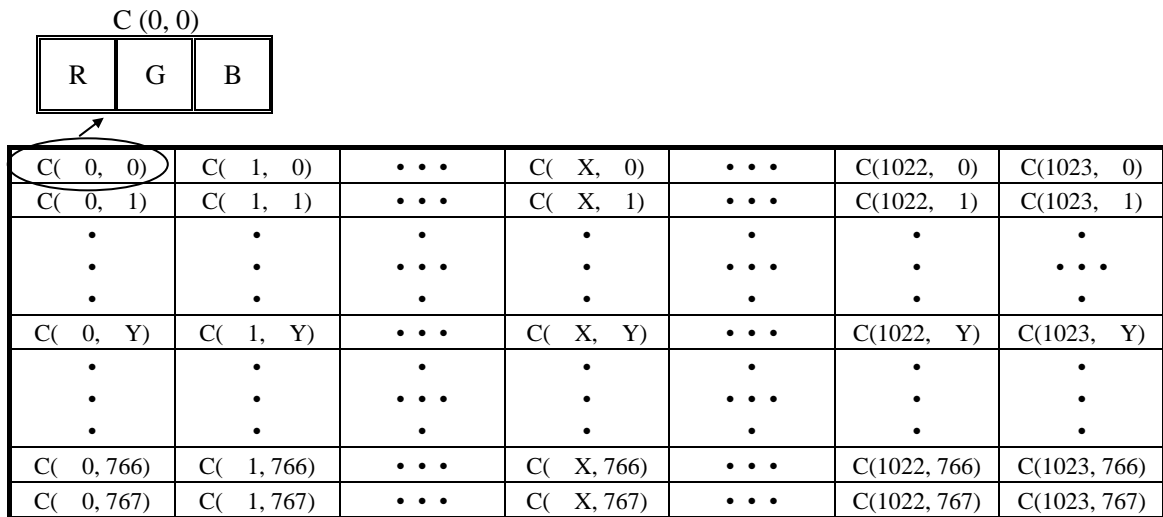 C (0, 0)
R G B
C( 0, 0) C( 1, 0) • • • C( X, 0) • • • C(1022, 0) C(1023, 0)
C( 0, 1) C( 1, 1) • • • C( X, 1) • • • C(1022, 1) C(1023, 1)
• • • • • • •
• • • • • • • • • • • • •
• • • • • • •
C( 0, Y) C( 1, Y) • • • C( X, Y) • • • C(1022, Y) C(1023, Y)
• • • • • • •
• • • • • • • • • • •
• • • • • • •
C( 0, 766) C( 1, 766) • • • C( X, 766) • • • C(1022, 766) C(1023, 766)
C( 0, 767) C( 1, 767) • • • C( X, 767) • • • C(1022, 767) C(1023, 767)